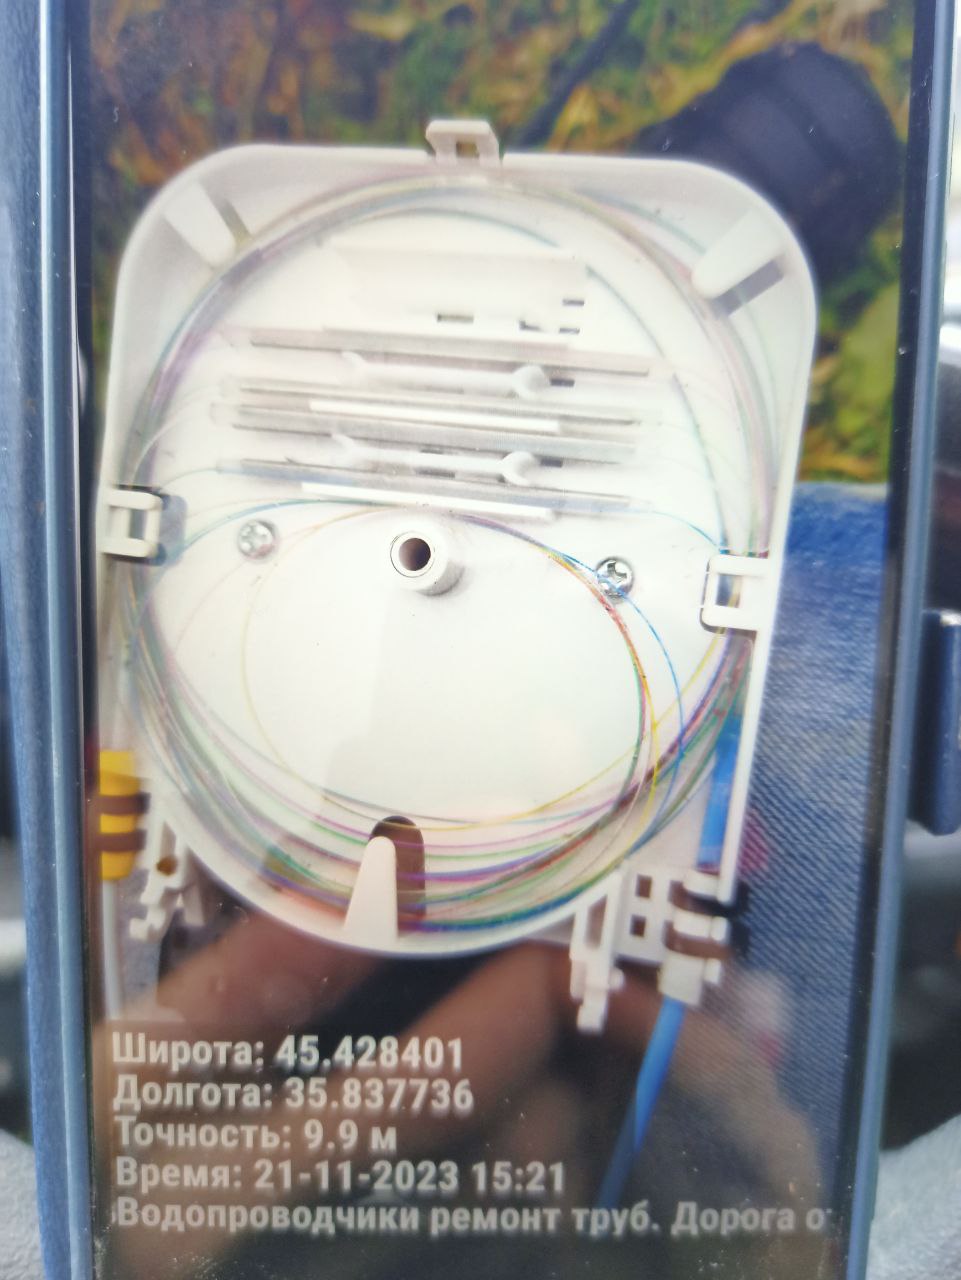 Широта: 45.428401
Долгота: 35.837736
Точность: 9.9 м
Время: 21-11-2023 15:21
Водопроводчики ремонт труб. Дорога